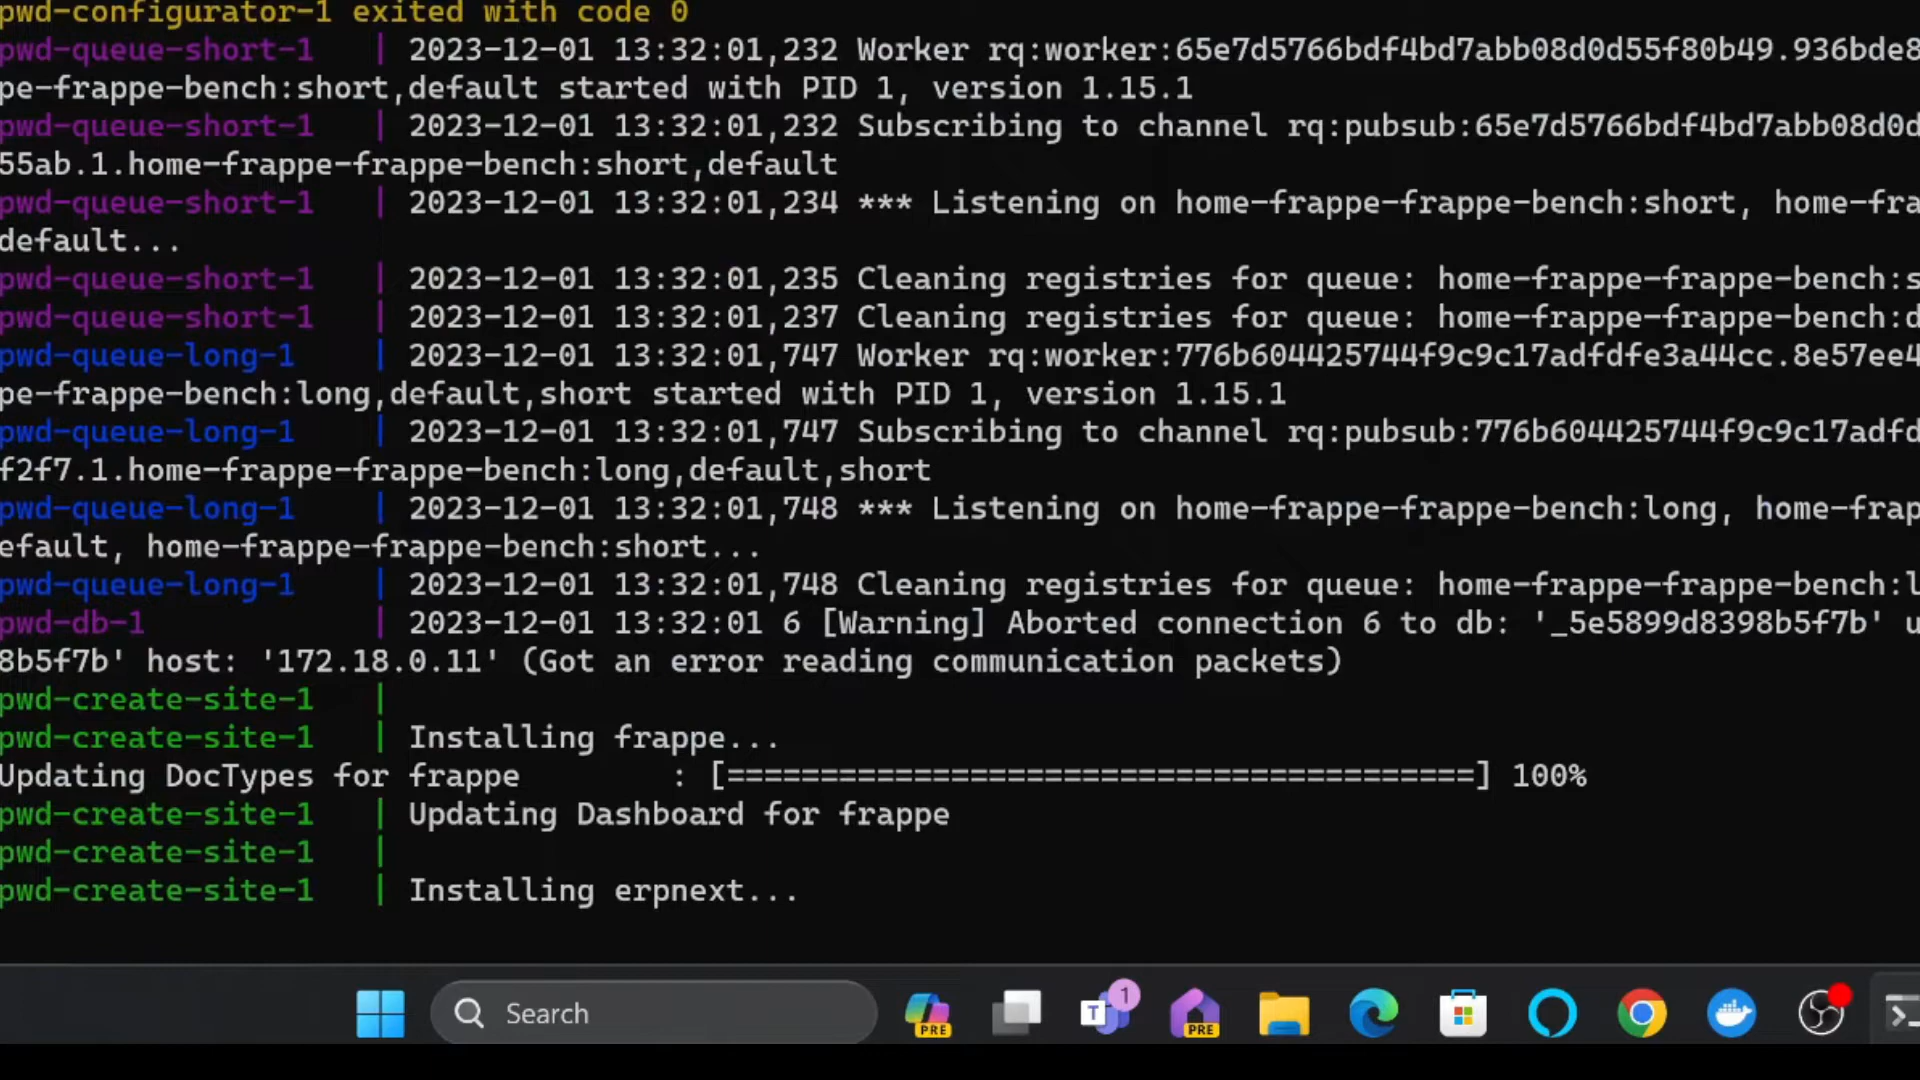 pwd-configurator-1 exited with code 0
pwd-queue-short-1   | 2023-12-01 13:32:01,232 Worker rq:worker:65e7d5766bdf4bd7abb08d0d55f80b49.936bde8
pe-frappe-bench:short,default started with PID 1, version 1.15.1
pwd-queue-short-1   | 2023-12-01 13:32:01,232 Subscribing to channel rq:pubsub:65e7d5766bdf4bd7abb08d0d
55ab.1.home-frappe-frappe-bench:short,default
pwd-queue-short-1   | 2023-12-01 13:32:01,234 *** Listening on home-frappe-frappe-bench:short, home-fra
default...
pwd-queue-short-1   | 2023-12-01 13:32:01,235 Cleaning registries for queue: home-frappe-frappe-bench:s
pwd-queue-short-1   | 2023-12-01 13:32:01,237 Cleaning registries for queue: home-frappe-frappe-bench:d
pwd-queue-long-1    | 2023-12-01 13:32:01,747 Worker rq:worker:776b604425744f9c9c17adfdfe3a44cc.8e57ee4
pe-frappe-bench:long,default,short started with PID 1, version 1.15.1
pwd-queue-long-1    | 2023-12-01 13:32:01,747 Subscribing to channel rq:pubsub:776b604425744f9c9c17adfd
f2f7.1.home-frappe-frappe-bench:long,default,short
pwd-queue-long-1    | 2023-12-01 13:32:01,748 *** Listening on home-frappe-frappe-bench:long, home-frap
efault, home-frappe-frappe-bench:short...
pwd-queue-long-1    | 2023-12-01 13:32:01,748 Cleaning registries for queue: home-frappe-frappe-bench:l
pwd-db-1            | 2023-12-01 13:32:01 6 [Warning] Aborted connection 6 to db: '_5e5899d8398b5f7b' u
8b5f7b' host: '172.18.0.11' (Got an error reading communication packets)
pwd-create-site-1   |
pwd-create-site-1   | Installing frappe...
Updating DocTypes for frappe        : [========================================] 100%
pwd-create-site-1   | Updating Dashboard for frappe
pwd-create-site-1   |
pwd-create-site-1   | Installing erpnext...
Search
PRE
T
1
PRE